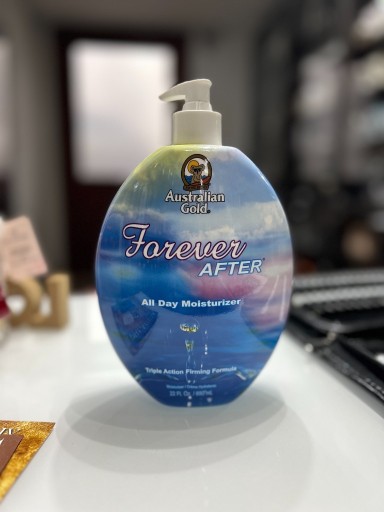 Australian
Gold
Forever
AFTER
All Day Moisturizer
Triple Action Firming Formula